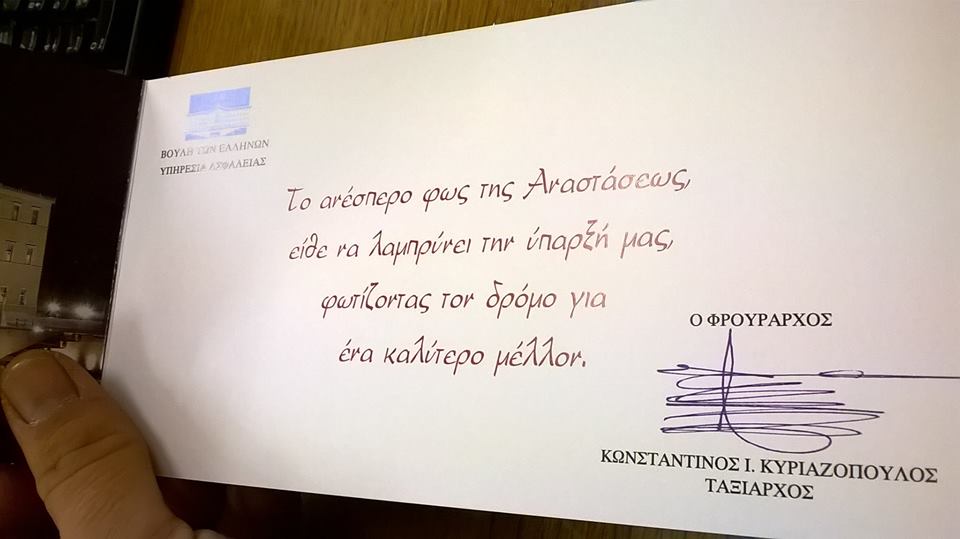 ΒΟΥΛΗ ΤΩΝ ΕΛΛΗΝΩΝ
ΥΠΗΡΕΣΙΑ ΑΣΦΑΛΕΙΑΣ
Το ανέσπερο φως της Αναστάσεως,
είθε να λαμπρύνει την ύπαρξή μας,
φωτίζοντας τον δρόμο για
ένα καλύτερο μέλλον.
Ο ΦΡΟΥΡΑΡΧΟΣ
ΚΩΝΣΤΑΝΤΙΝΟΣ Ι. ΚΥΡΙΑΖΟΠΟΥΛΟΣ
ΤΑΞΙΑΡΧΟΣ